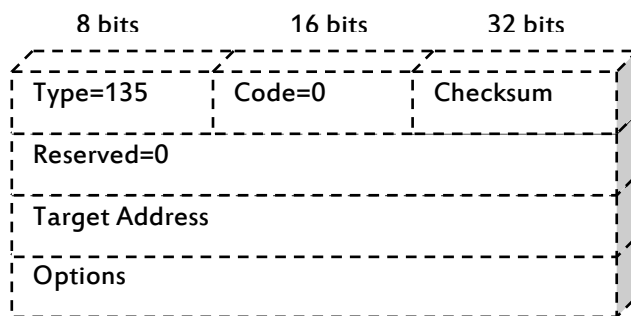 8 bits 16 bits 32 bits
Type=135 Code=0 Checksum
Reserved=0
Target Address
Options